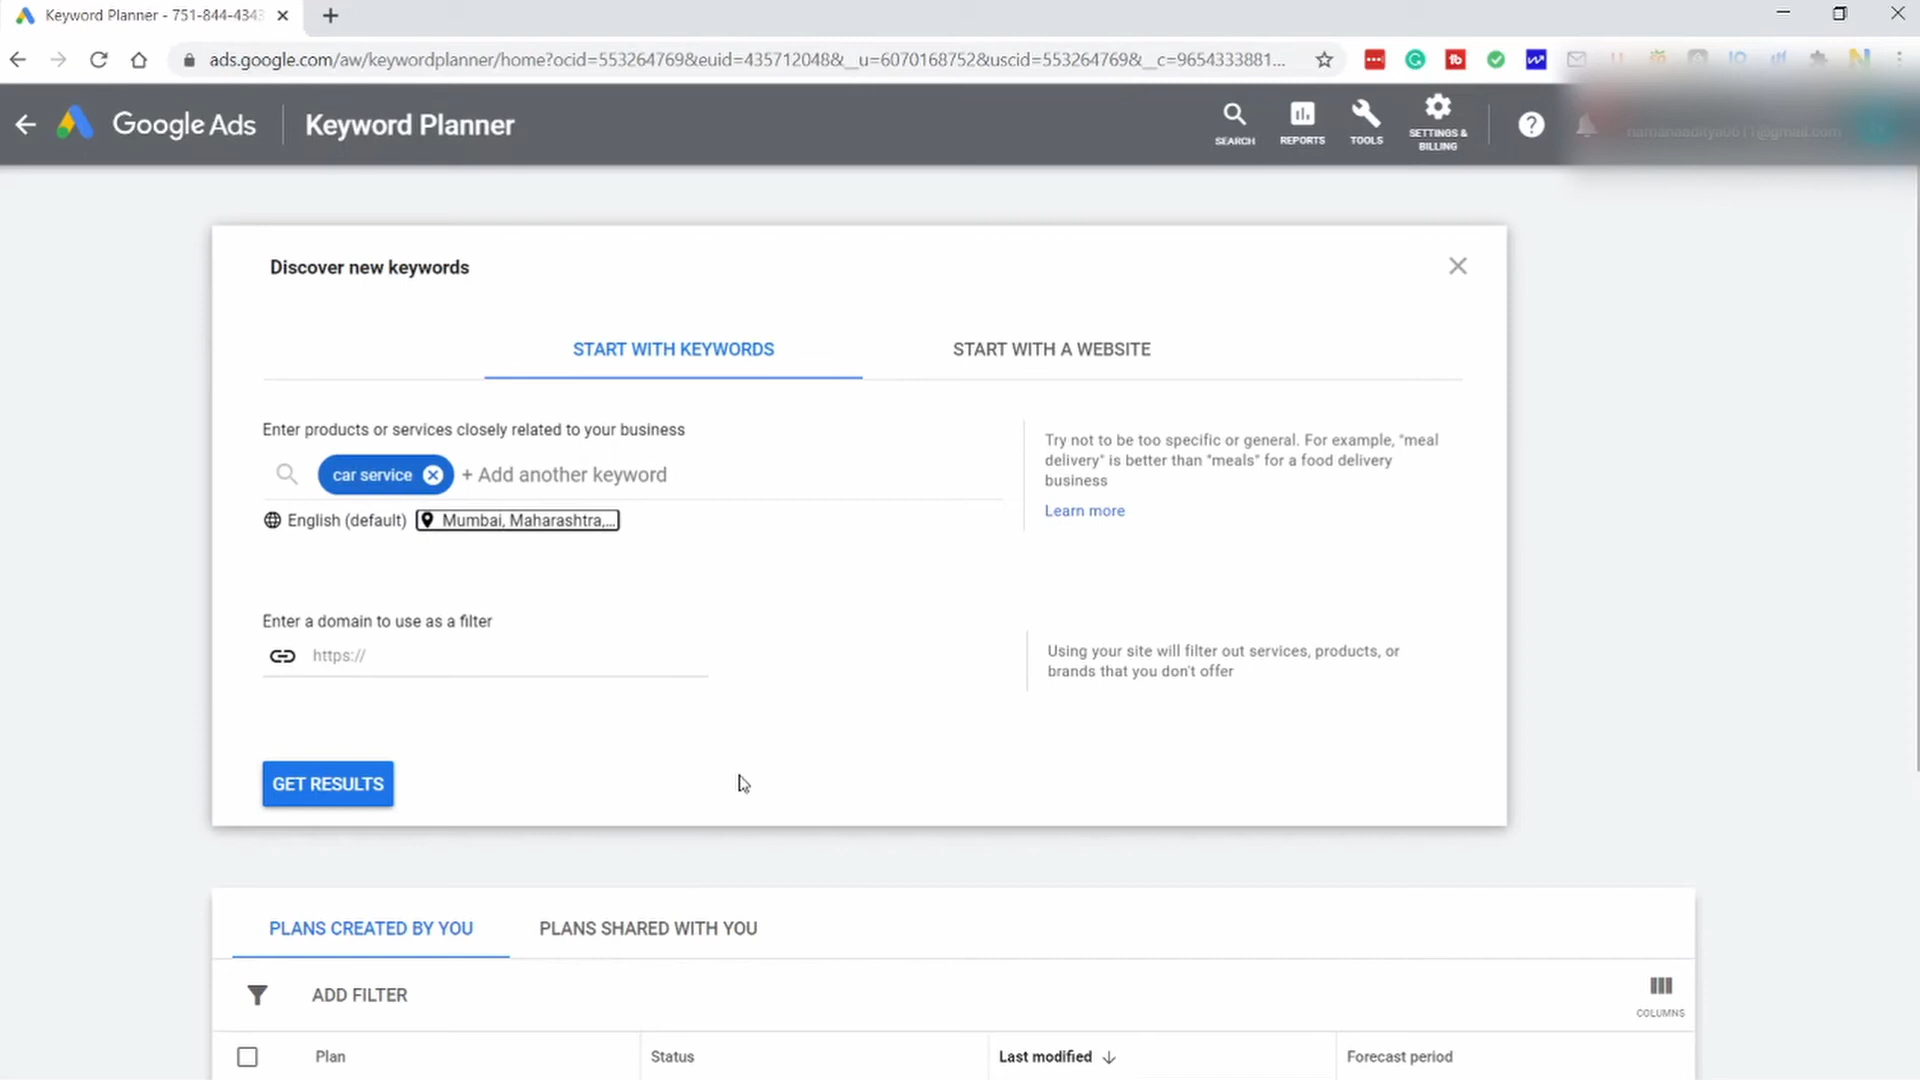 Keyword Planner - 751-844-4343
ads.google.com/aw/keywordplanner/home?ocid=553264769&euid=435712048&__u=6070168752&uscid=553264769&__c=9654333881...
Google Ads
Keyword Planner
SEARCH
REPORTS
TOOLS
SETTINGS &
BILLING
Discover new keywords
START WITH KEYWORDS
START WITH A WEBSITE
Enter products or services closely related to your business
car service
+ Add another keyword
English (default)
Mumbai, Maharashtra,...
Try not to be too specific or general. For example, "meal
delivery" is better than "meals" for a food delivery
business
Learn more
Enter a domain to use as a filter
https://
Using your site will filter out services, products, or
brands that you don't offer
GET RESULTS
PLANS CREATED BY YOU
PLANS SHARED WITH YOU
ADD FILTER
COLUMNS
Plan
Status
Last modified
Forecast period